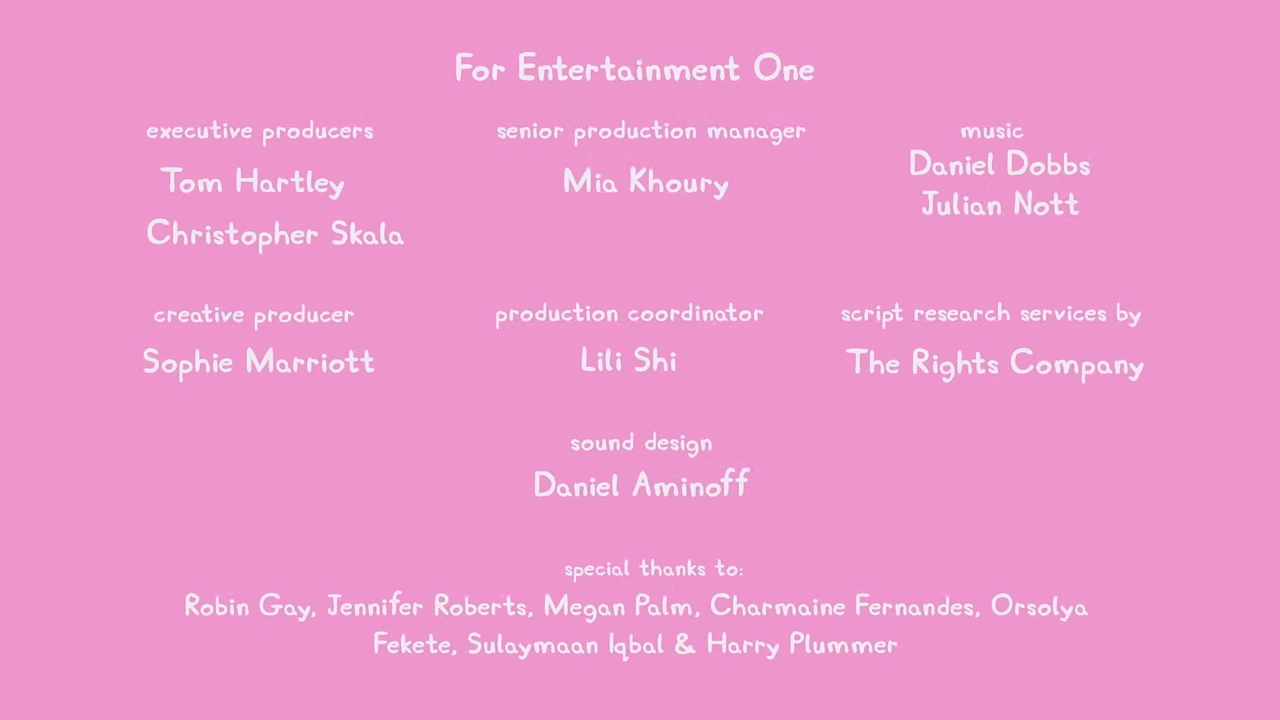 For Entertainment One
executive producers
Tom Hartley
Christopher Skala
senior production manager
Mia Khoury
music
Daniel Dobbs
Julian Nott
creative producer
Sophie Marriott
production coordinator
Lili Shi
script research services by
The Rights Company
sound design
Daniel Aminoff
special thanks to:
Robin Gay, Jennifer Roberts, Megan Palm, Charmaine Fernandes, Orsolya
Fekete, Sulaymaan Iqbal & Harry Plummer